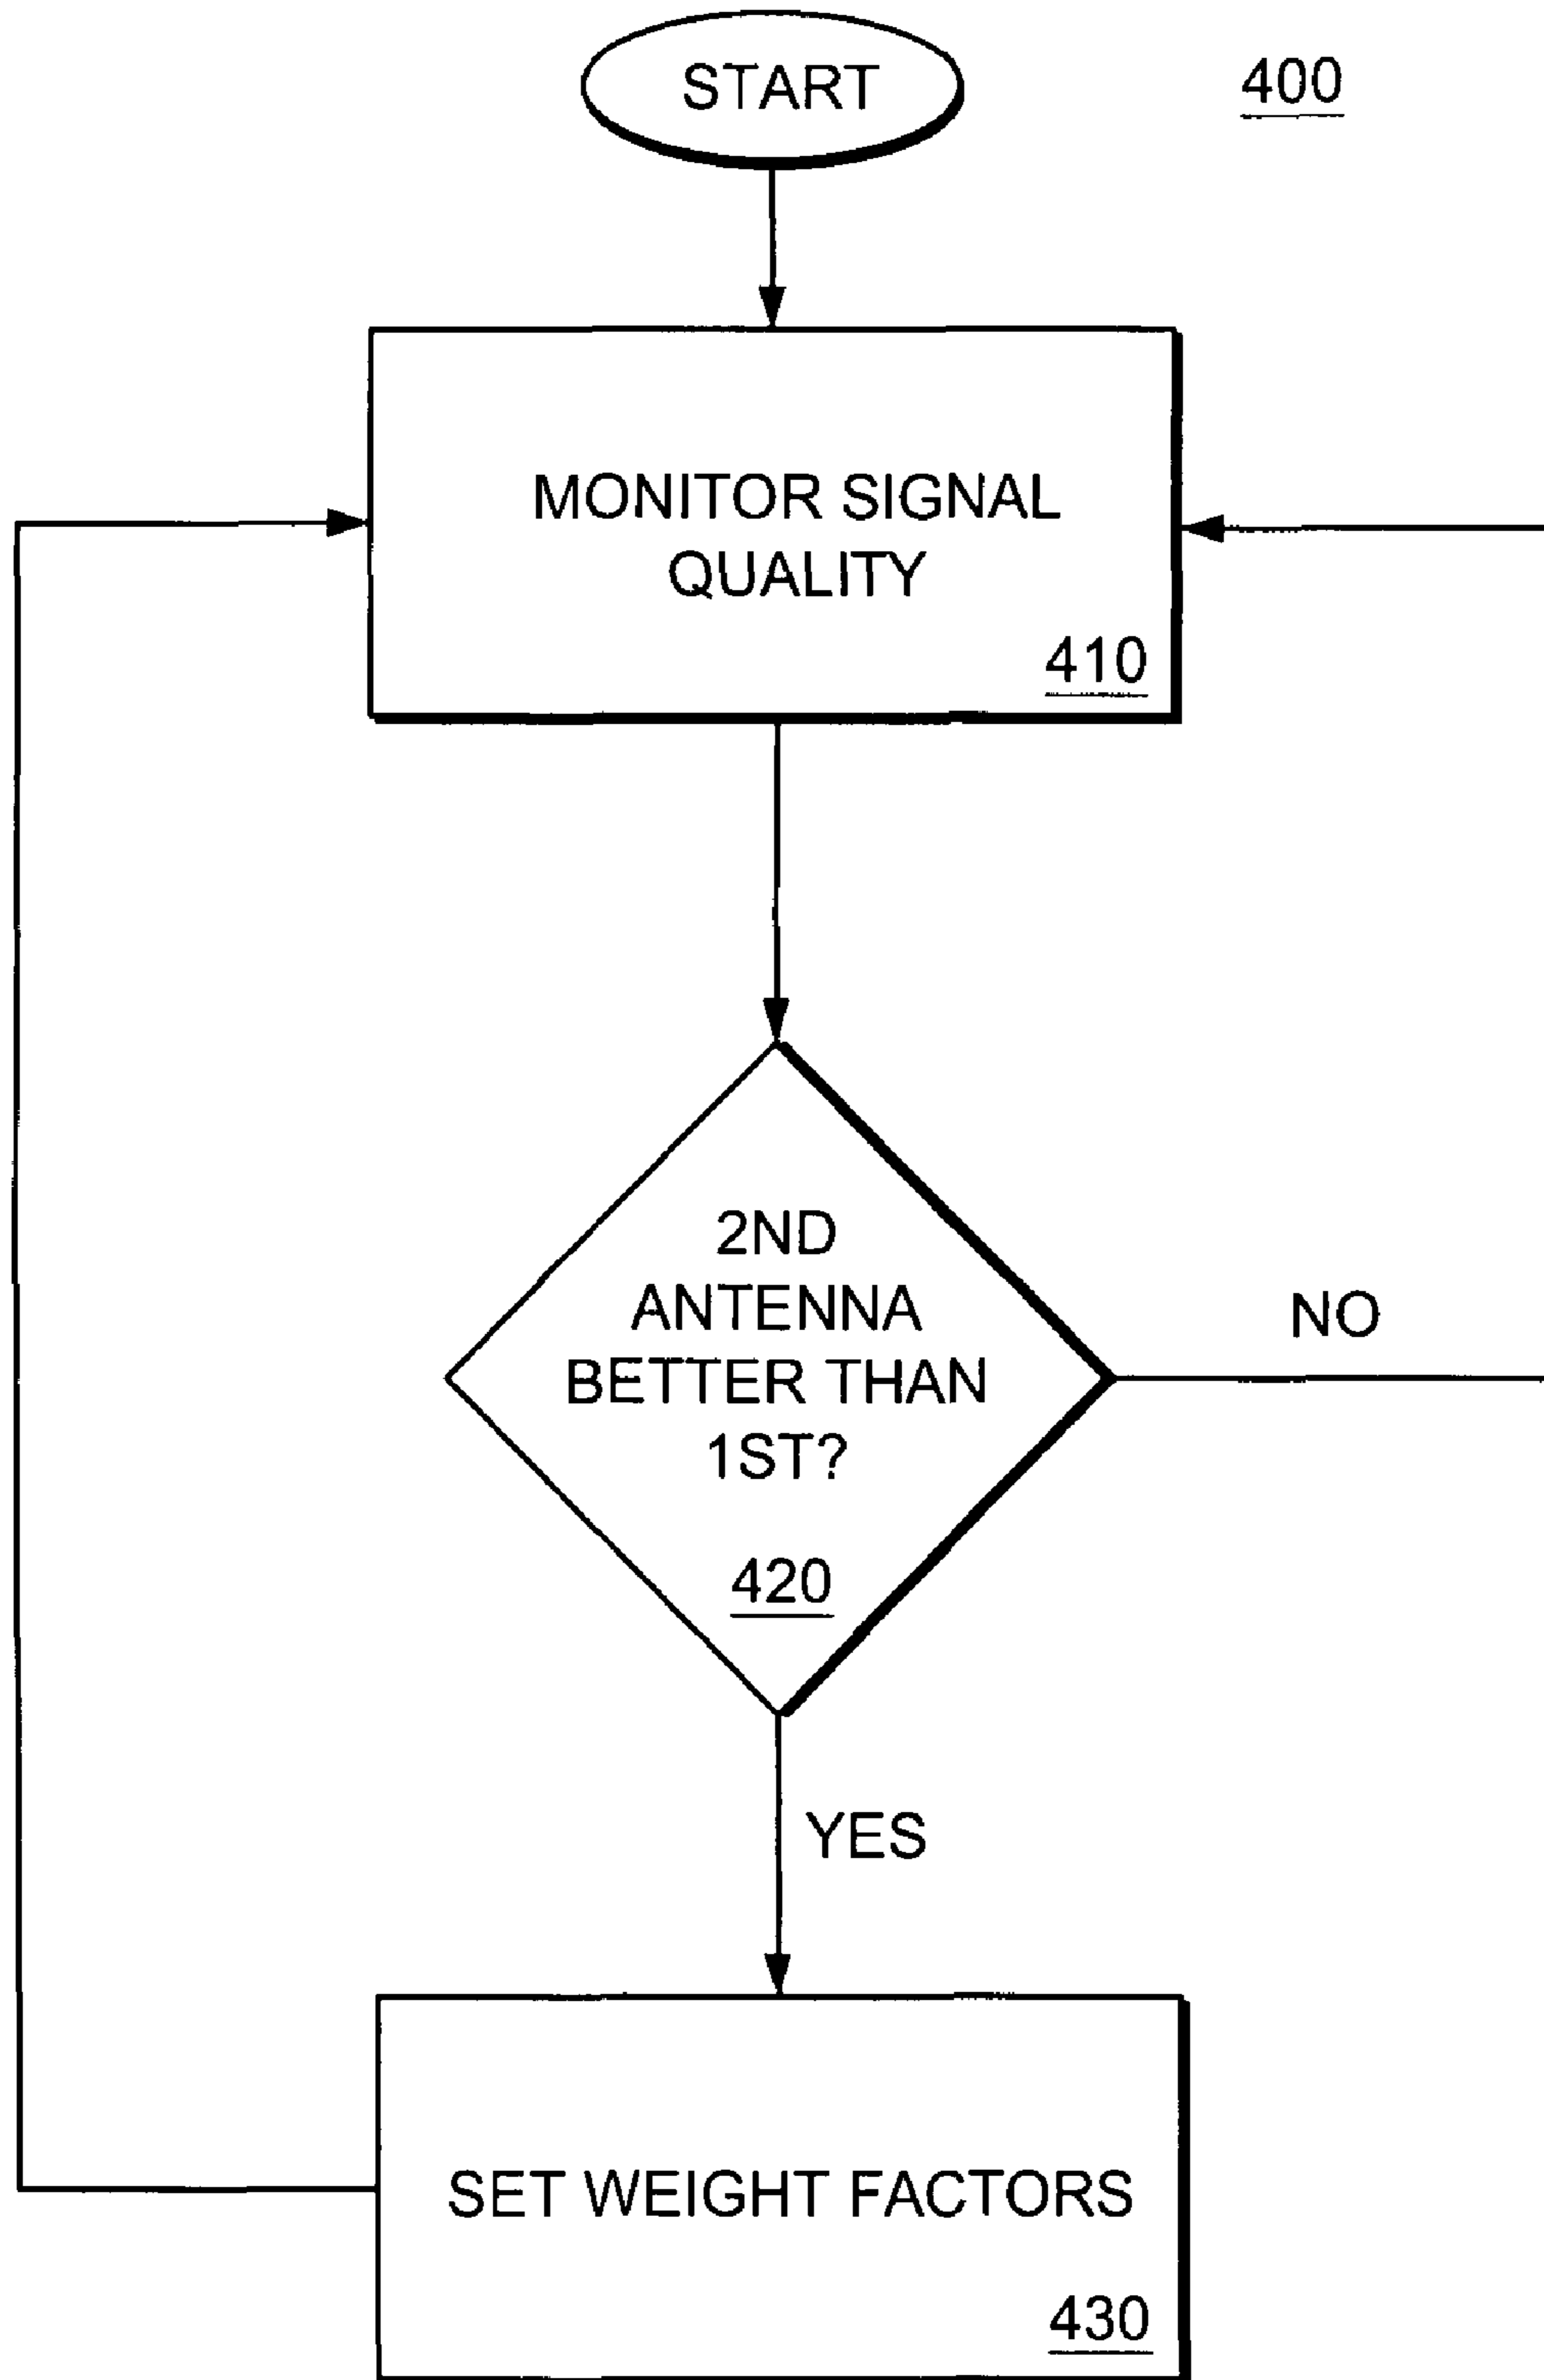 START
400
MONITOR SIGNAL
QUALITY
410
2ND
ANTENNA
BETTER THAN
1ST?
420
NO
YES
SET WEIGHT FACTORS
430